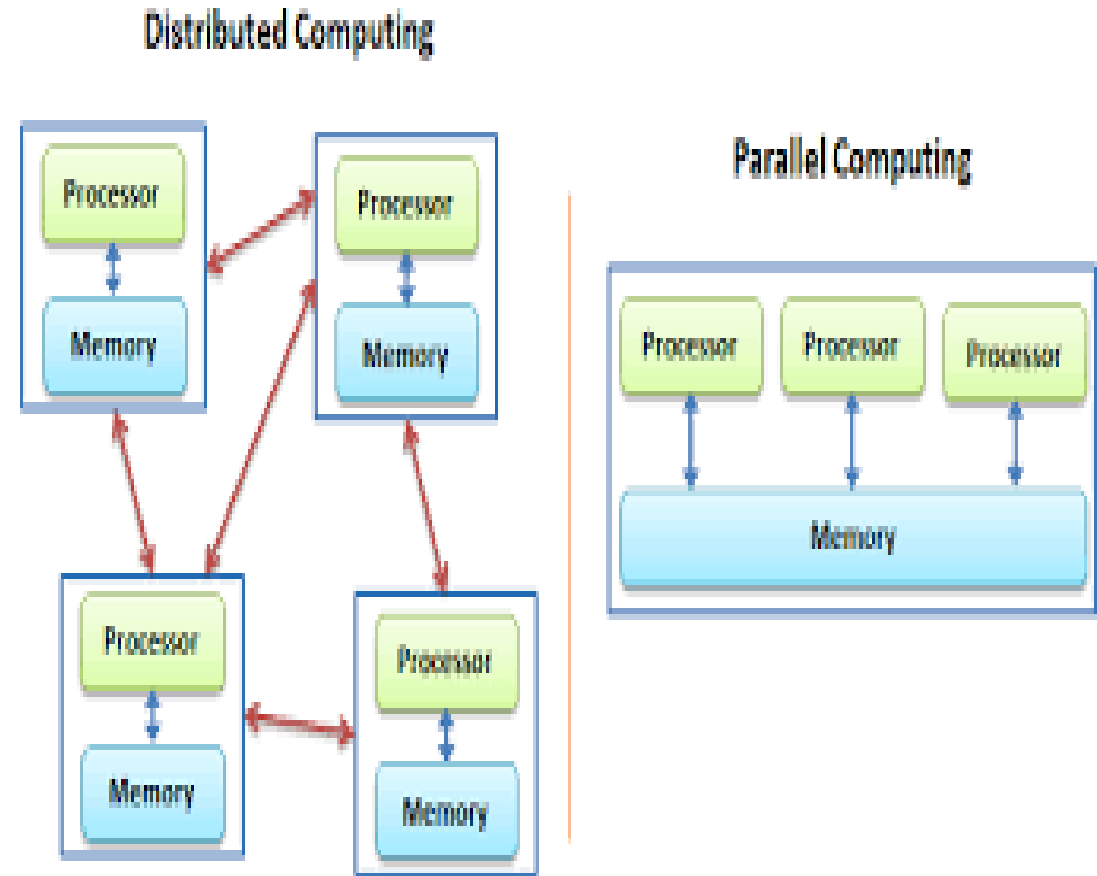 Distributed Computing
Processor
Memory
Processor
Memory
Processor
Memory
Processor
Memory
Parallel Computing
Processor
Processor
Processor
Memory